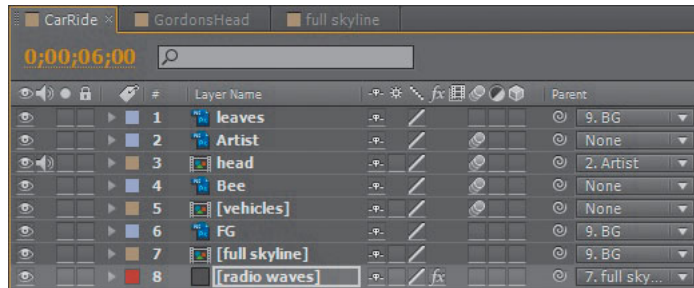 CarRide × GordonsHead full skyline
0;00;06;00
# Layer Name fx Parent
1 leaves 9. BG
2 Artist None
3 head 2. Artist
4 Bee None
5 [vehicles] None
6 FG 9. BG
7 [full skyline] 9. BG
8 [radio waves] fx 7. full sky...